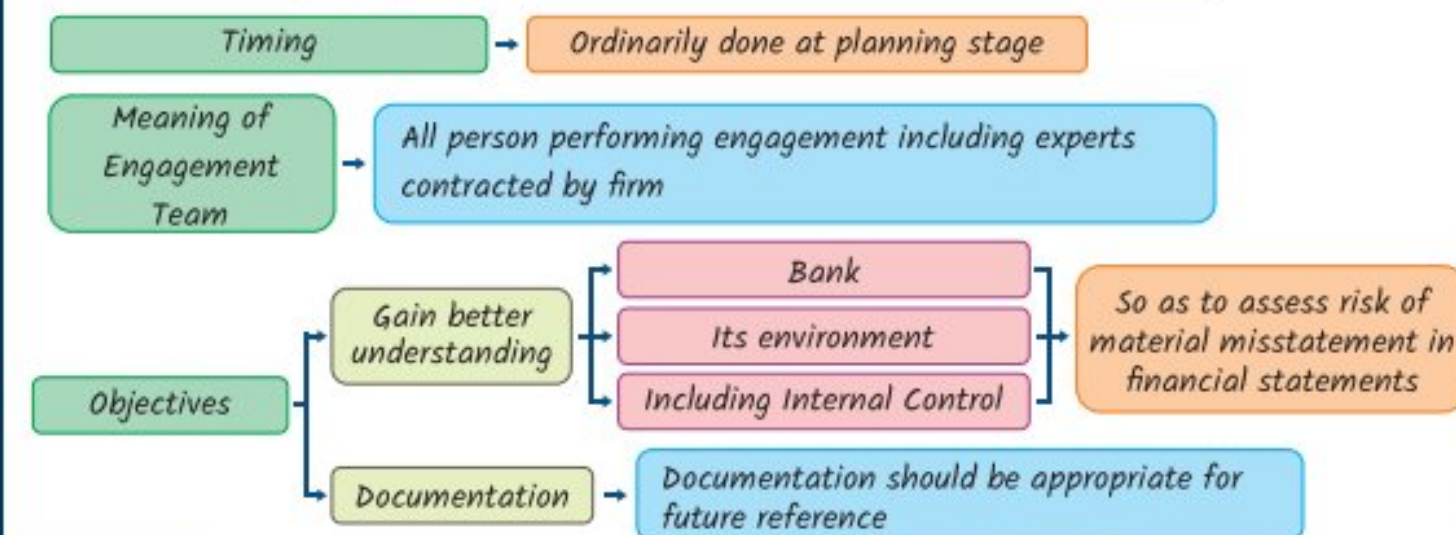 Timing
Ordinarily done at planning stage
Meaning of
Engagement
Team
All person performing engagement including experts
contracted by firm
Objectives
Gain better
understanding
Bank
Its environment
Including Internal Control
So as to assess risk of
material misstatement in
financial statements
Documentation
Documentation should be appropriate for
future reference